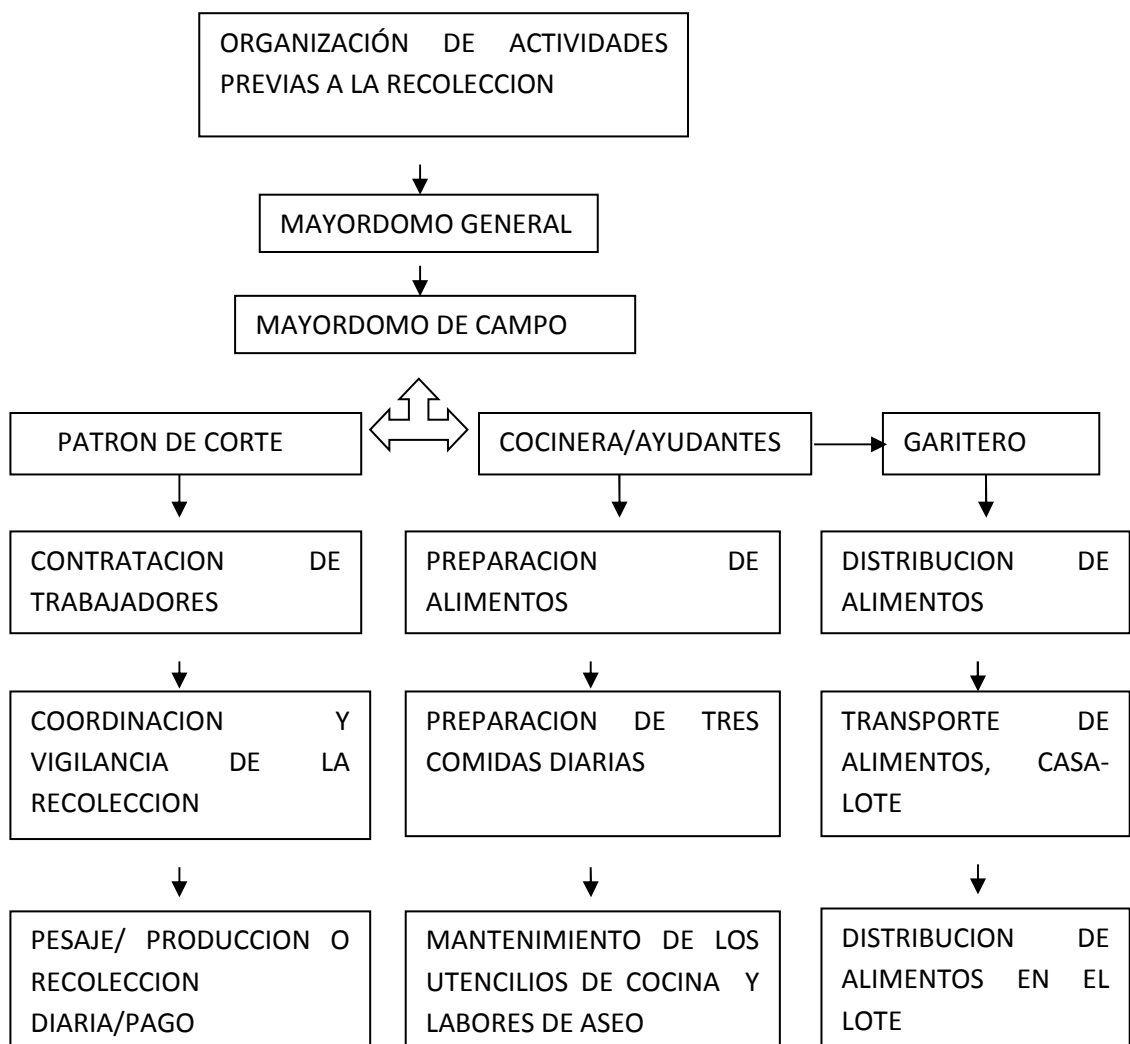 ORGANIZACIÓN DE ACTIVIDADES
PREVIAS A LA RECOLECCION
MAYORDOMO GENERAL
MAYORDOMO DE CAMPO
PATRON DE CORTE
COCINERA/AYUDANTES
GARITERO
CONTRATACION DE
TRABAJADORES
PREPARACION DE
ALIMENTOS
DISTRIBUCION DE
ALIMENTOS
COORDINACION Y
VIGILANCIA DE LA
RECOLECCION
PREPARACION DE TRES
COMIDAS DIARIAS
TRANSPORTE DE
ALIMENTOS, CASA-
LOTE
PESAJE/ PRODUCCION O
RECOLECCION
DIARIA/PAGO
MANTENIMIENTO DE LOS
UTENCILIOS DE COCINA Y
LABORES DE ASEO
DISTRIBUCION DE
ALIMENTOS EN EL
LOTE